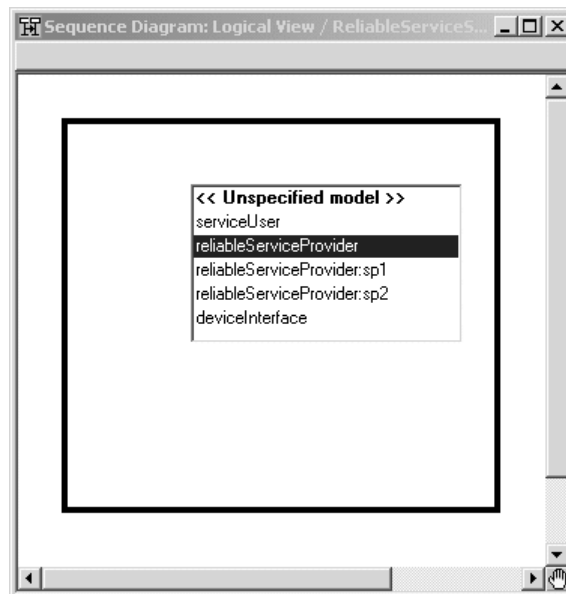 Sequence Diagram: Logical View / ReliableServiceS...
<< Unspecified model >>
serviceUser
reliableServiceProvider
reliableServiceProvider:sp1
reliableServiceProvider:sp2
deviceInterface